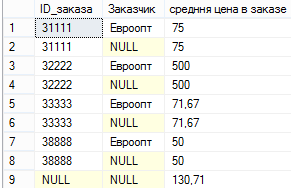 ID_заказа Заказчик среднняя цена в заказе
1 31111 Евроопт 75
2 31111 NULL 75
3 32222 Евроопт 500
4 32222 NULL 500
5 33333 Евроопт 71,67
6 33333 NULL 71,67
7 38888 Евроопт 50
8 38888 NULL 50
9 NULL NULL 130,71